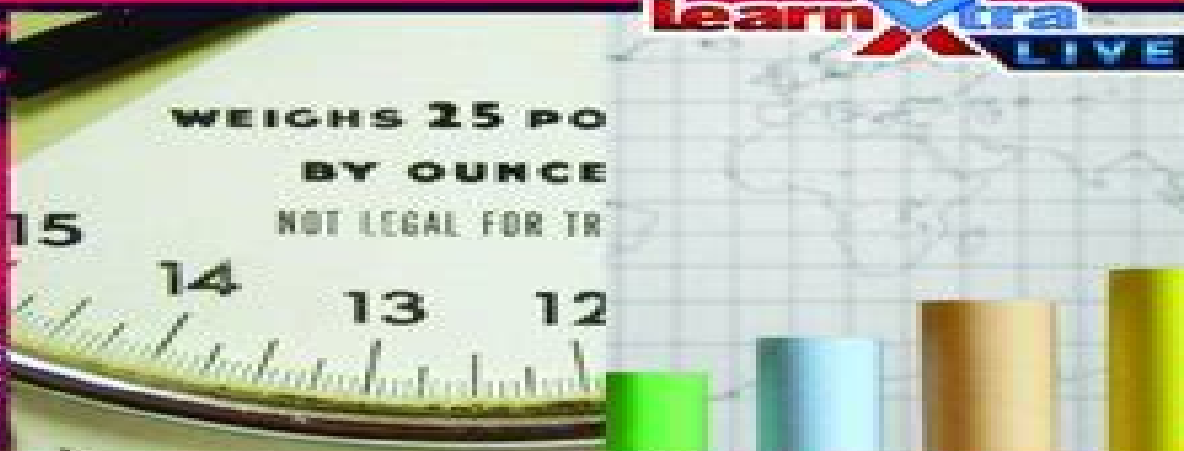 WEIGHS 25 PO
BY OUNCE
NOT LEGAL FOR TR
15
14
13
12
learnXtra
LIVE